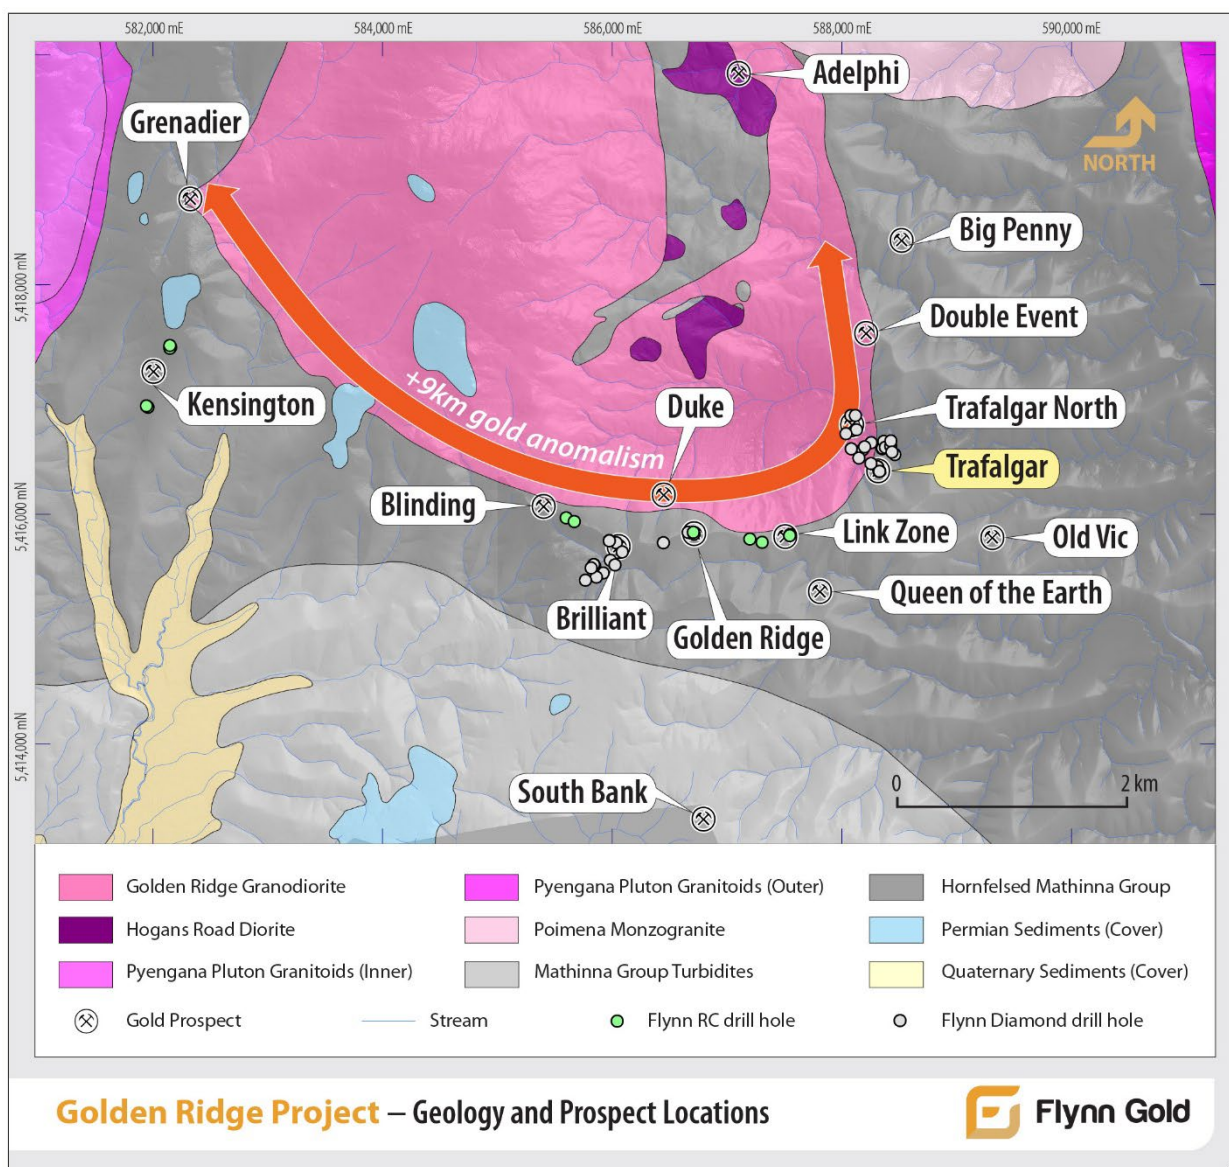 582,000 mE
584,000 mE
586,000 mE
588,000 mE
590,000 mE
Adelphi
Grenadier
NORTH
Big Penny
5,418,000 mN
Double Event
Kensington
+9km gold anomalism
Duke
Trafalgar North
Trafalgar
Blinding
5,416,000 mN
Link Zone
Old Vic
Queen of the Earth
Brilliant
Golden Ridge
5,414,000 mN
South Bank
0
2 km
Golden Ridge Granodiorite
Pyengana Pluton Granitoids (Outer)
Hornfelsed Mathinna Group
Hogans Road Diorite
Poimena Monzogranite
Permian Sediments (Cover)
Pyengana Pluton Granitoids (Inner)
Mathinna Group Turbidites
Quaternary Sediments (Cover)
Gold Prospect
Stream
Flynn RC drill hole
Flynn Diamond drill hole
Golden Ridge Project – Geology and Prospect Locations
Flynn Gold